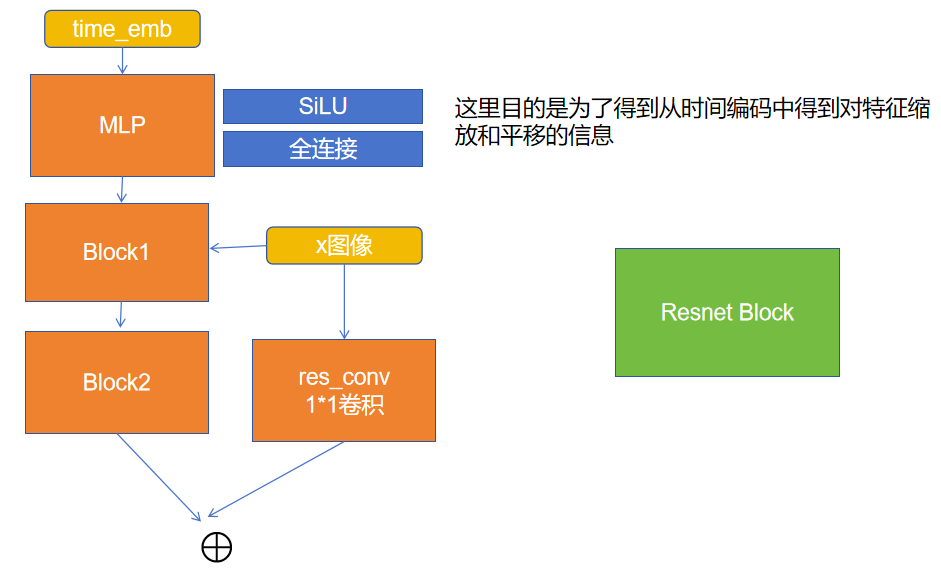 time_emb
MLP
SiLU
全连接
这里目的是为了得到从时间编码中得到对特征缩
放和平移的信息
Block1
x图像
Resnet Block
Block2
res_conv
1*1卷积